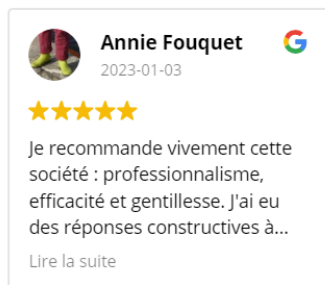 Annie Fouquet
2023-01-03
Je recommande vivement cette
société : professionnalisme,
efficacité et gentillesse. J'ai eu
des réponses constructives à...
Lire la suite